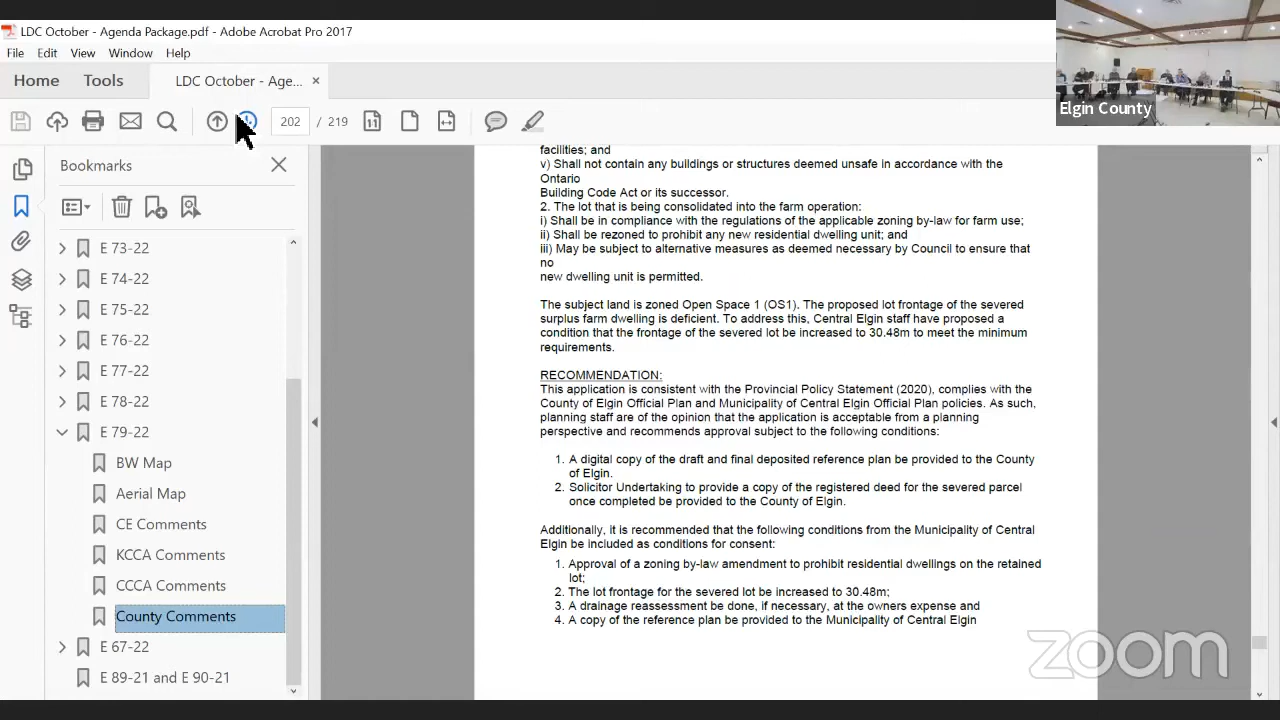 LDC October - Agenda Package.pdf - Adobe Acrobat Pro 2017
File Edit View Window Help
Home Tools LDC October - Age... ×
202 / 219
Elgin County
Bookmarks
E 73-22
E 74-22
E 75-22
E 76-22
E 77-22
E 78-22
E 79-22
BW Map
Aerial Map
CE Comments
KCCA Comments
CCCA Comments
County Comments
E 67-22
E 89-21 and E 90-21
facilities; and
v) Shall not contain any buildings or structures deemed unsafe in accordance with the
Ontario
Building Code Act or its successor.
2. The lot that is being consolidated into the farm operation:
i) Shall be in compliance with the regulations of the applicable zoning by-law for farm use;
ii) Shall be rezoned to prohibit any new residential dwelling unit; and
iii) May be subject to alternative measures as deemed necessary by Council to ensure that
no
new dwelling unit is permitted.
The subject land is zoned Open Space 1 (OS1). The proposed lot frontage of the severed
surplus farm dwelling is deficient. To address this, Central Elgin staff have proposed a
condition that the frontage of the severed lot be increased to 30.48m to meet the minimum
requirements.
RECOMMENDATION:
This application is consistent with the Provincial Policy Statement (2020), complies with the
County of Elgin Official Plan and Municipality of Central Elgin Official Plan policies. As such,
planning staff are of the opinion that the application is acceptable from a planning
perspective and recommends approval subject to the following conditions:
1. A digital copy of the draft and final deposited reference plan be provided to the County
of Elgin.
2. Solicitor Undertaking to provide a copy of the registered deed for the severed parcel
once completed be provided to the County of Elgin.
Additionally, it is recommended that the following conditions from the Municipality of Central
Elgin be included as conditions for consent:
1. Approval of a zoning by-law amendment to prohibit residential dwellings on the retained
lot;
2. The lot frontage for the severed lot be increased to 30.48m;
3. A drainage reassessment be done, if necessary, at the owners expense and
4. A copy of the reference plan be provided to the Municipality of Central Elgin
zoom